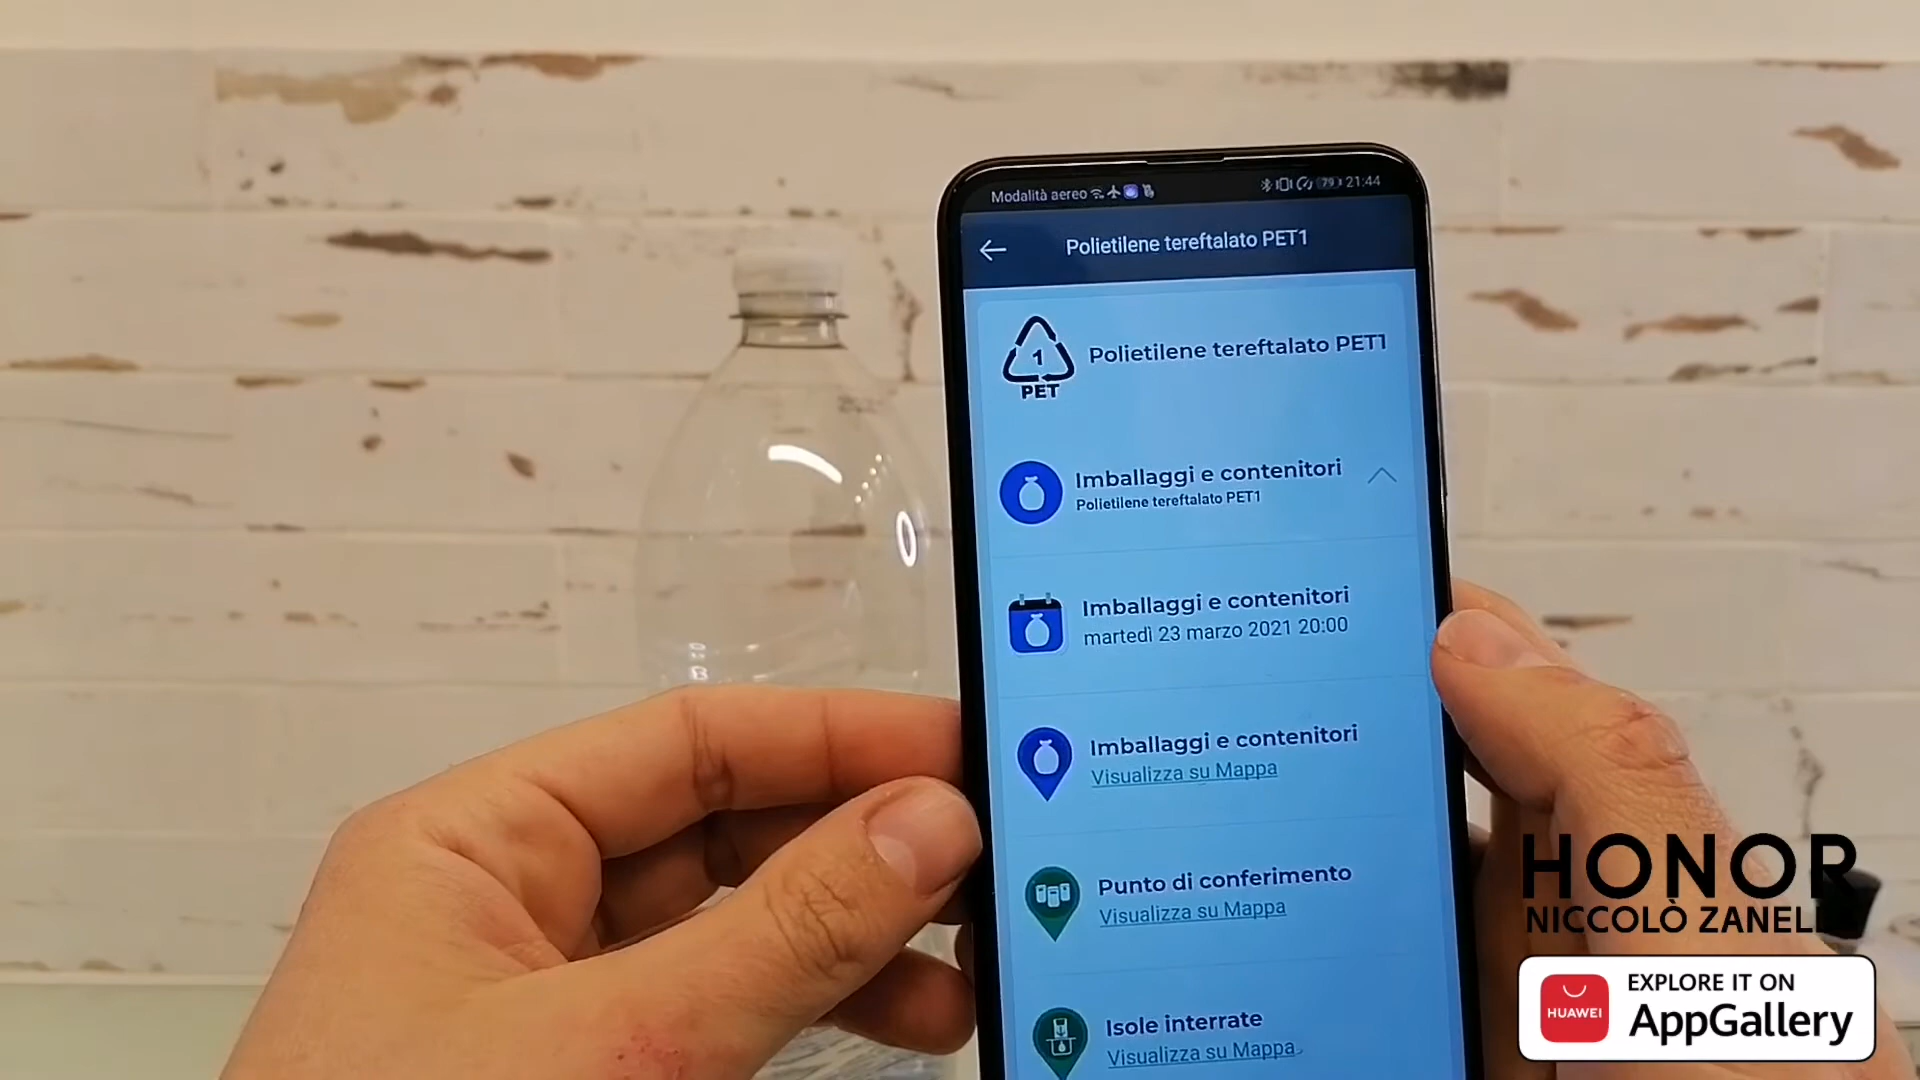 Modalità aereo
79 21:44
Polietilene tereftalato PET1
1
PET
Polietilene tereftalato PET1
Imballaggi e contenitori
Polietilene tereftalato PET1
Imballaggi e contenitori
martedì 23 marzo 2021 20:00
Imballaggi e contenitori
Visualizza su Mappa
Punto di conferimento
Visualizza su Mappa
Isole interrate
Visualizza su Mappa
HONOR
NICCOLÒ ZANELLA
HUAWEI
EXPLORE IT ON
AppGallery